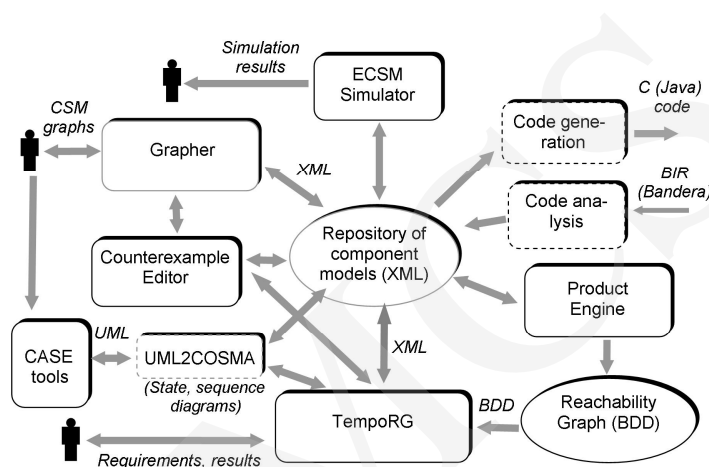 Simulation
results
ECSM
Simulator
C (Java)
code
CSM
graphs
Grapher
XML
Code gene-
ration
BIR
(Bandera)
Code ana-
lysis
Repository of
component
models (XML)
Counterexample
Editor
Product
Engine
CASE
tools
UML
UML2COSMA
(State, sequence
diagrams)
XML
TempoRG
BDD
Reachability
Graph (BDD)
Requirements, results